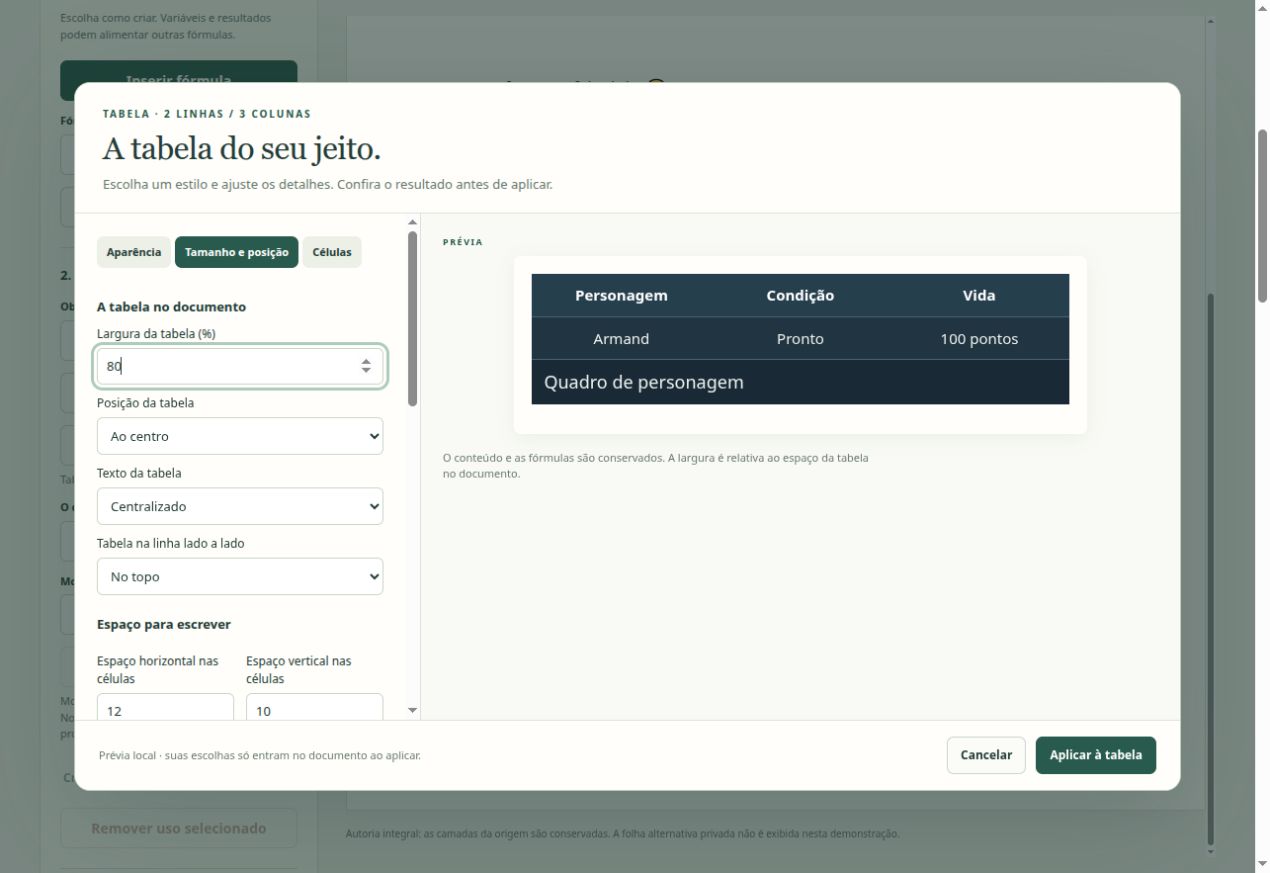 Escolha como criar. Variáveis e resultados
podem alimentar outras fórmulas.
Inserir fórmula
TABELA · 2 LINHAS / 3 COLUNAS
A tabela do seu jeito.
Escolha um estilo e ajuste os detalhes. Confira o resultado antes de aplicar.
Aparência
Tamanho e posição
Células
A tabela no documento
Largura da tabela (%)
80
Posição da tabela
Ao centro
Texto da tabela
Centralizado
Tabela na linha lado a lado
No topo
Espaço para escrever
Espaço horizontal nas
células
Espaço vertical nas
células
12
10
PRÉVIA
Personagem Condição Vida
Armand Pronto 100 pontos
Quadro de personagem
O conteúdo e as fórmulas são conservados. A largura é relativa ao espaço da tabela
no documento.
2.
Prévia local · suas escolhas só entram no documento ao aplicar.
Cancelar
Aplicar à tabela
Remover uso selecionado
Autoria integral: as camadas da origem são conservadas. A folha alternativa privada não é exibida nesta demonstração.